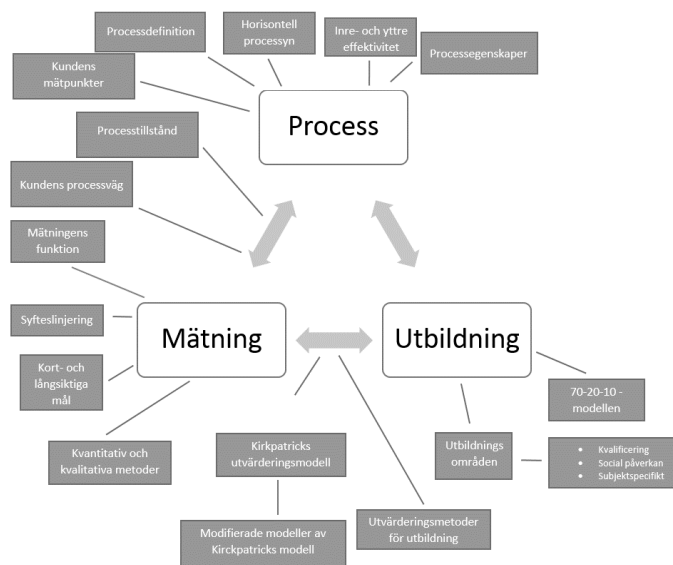 Processdefinition
Horisontell
processyn
Inre- och yttre
effektivitet
Processegenskaper
Kundens
mätpunkter
Process
Processtillstånd
Kundens processväg
Mätningens
funktion
Syfteslinjering
Mätning
Utbildning
Kort- och
långsiktiga
mål
70-20-10 -
modellen
Kvantitativ och
kvalitativa metoder
Kirkpatricks
utvärderingsmodell
Utbildnings
områden
• Kvalificering
• Social påverkan
• Subjektspecifikt
Modifierade modeller av
Kirckpatricks modell
Utvärderingsmetoder
för utbildning